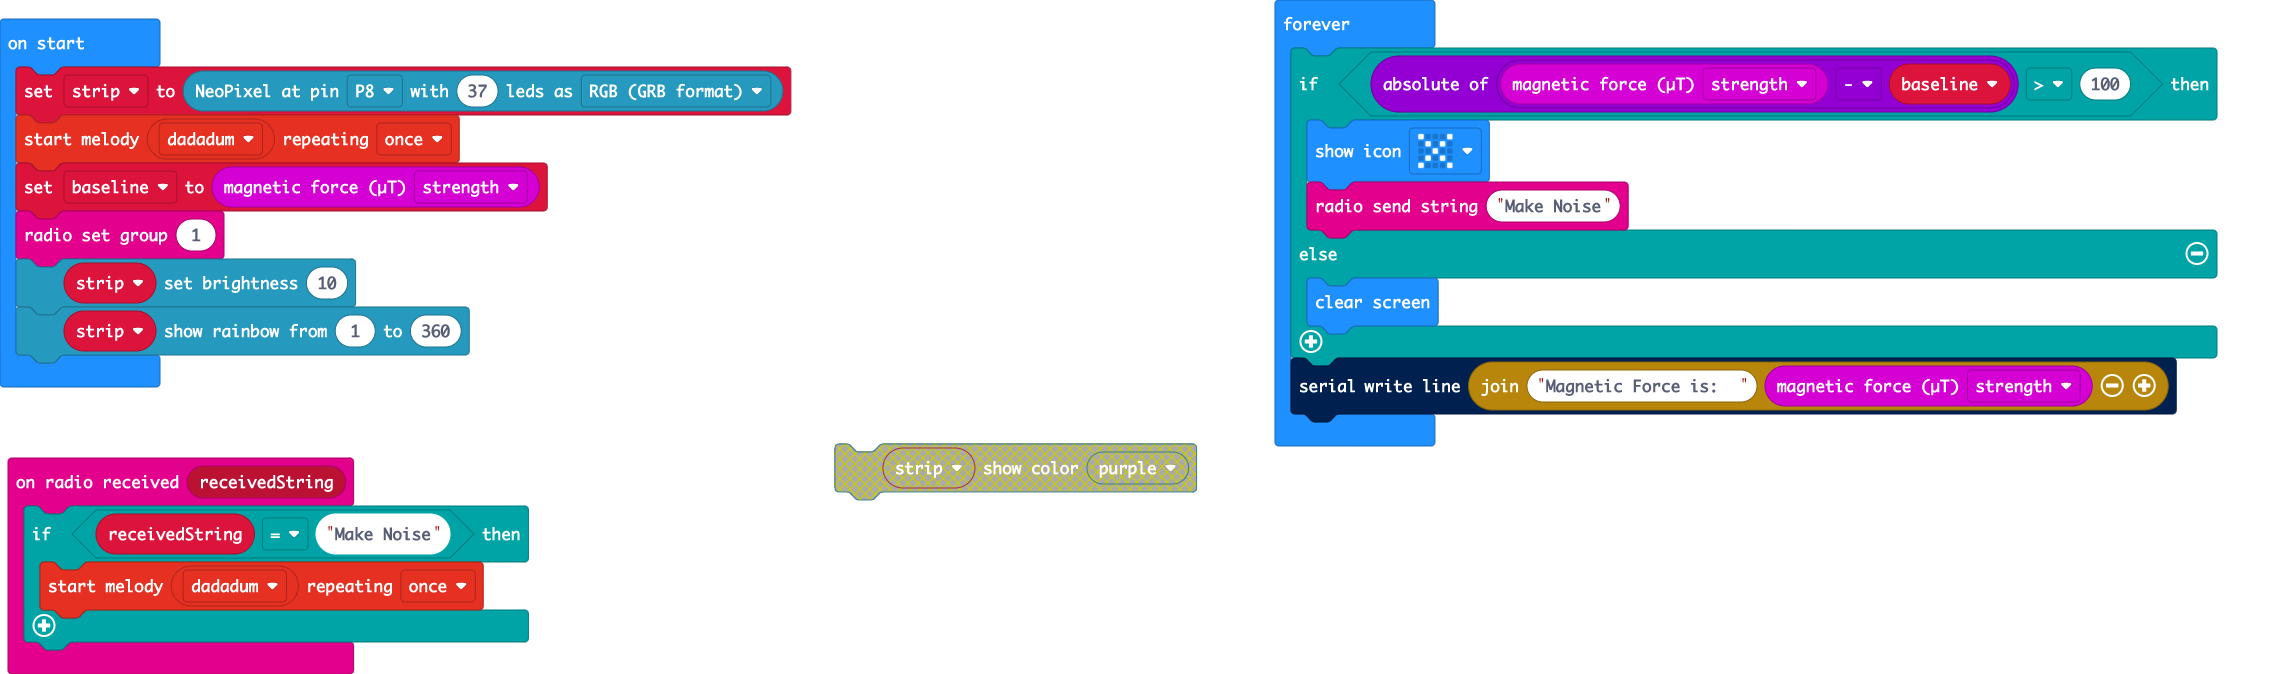 on start
set strip to NeoPixel at pin P8 with 37 leds as RGB (GRB format)
start melody dadadum repeating once
set baseline to magnetic force (µT) strength
radio set group 1
strip set brightness 10
strip show rainbow from 1 to 360
on radio received receivedString
if receivedString = "Make Noise" then
start melody dadadum repeating once
strip show color purple
forever
if absolute of magnetic force (µT) strength - baseline > 100 then
show icon
radio send string "Make Noise"
else
clear screen
serial write line join "Magnetic Force is:  " magnetic force (µT) strength